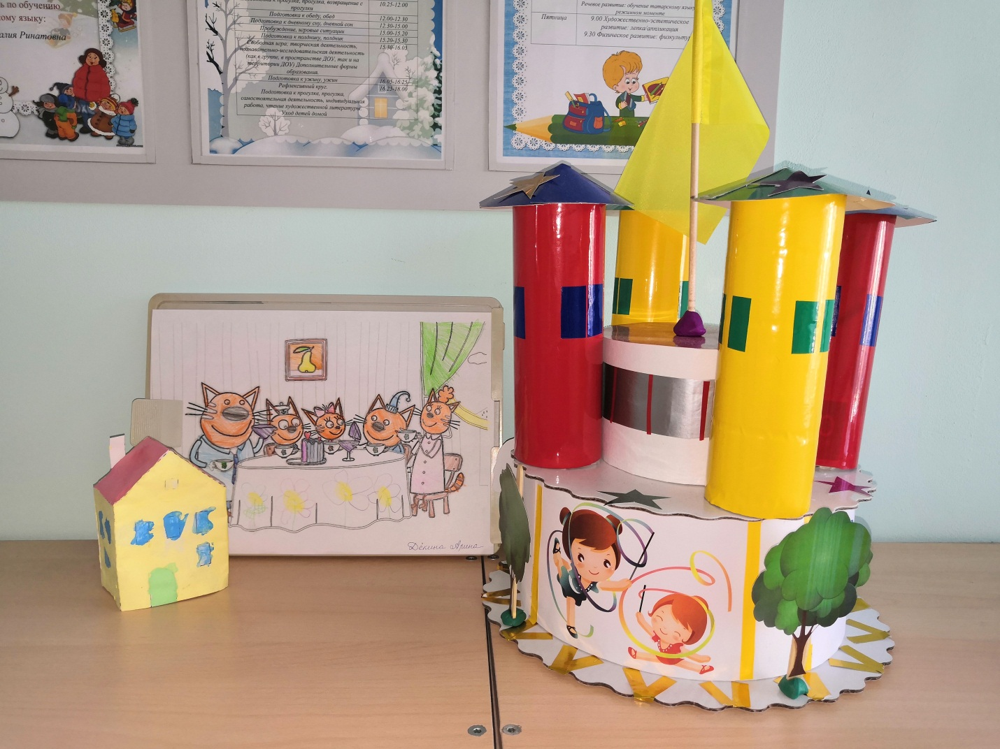 ь по обучению
ому языку:
алия Ринатовна
Подготовка к прогулке, прогулка, возвращение с
прогулки
10.25-12.00
Подготовка к обеду, обед
12.00-12.30
Подготовка к дневному сну, дневной сон
12.30-15.00
Пробуждение, игровые ситуации
15.00-15.20
Подготовка к полднику, полдник
15.20-15.30
Свободная игра; творческая деятельность,
15.30-16.05
познавательно-исследовательская деятельность
(как в группе, в пространстве ДОУ, так и на
территории ДОУ) Дополнительные формы
образования.
Подготовка к ужину, ужин
16.05-16.25
Рефлексивный круг.
16.25-18.00
Подготовка к прогулке, прогулка,
самостоятельная деятельность, индивидуальная
работа, чтение художественной литературы.
Уход детей домой
Речевое развитие: обучение татарскому языку
режимном моменте
Пятница
9.00 Художественно-эстетическое
развитие: лепка/аппликация
9.30 Физическое развитие: физкульту
Дёкина Арина